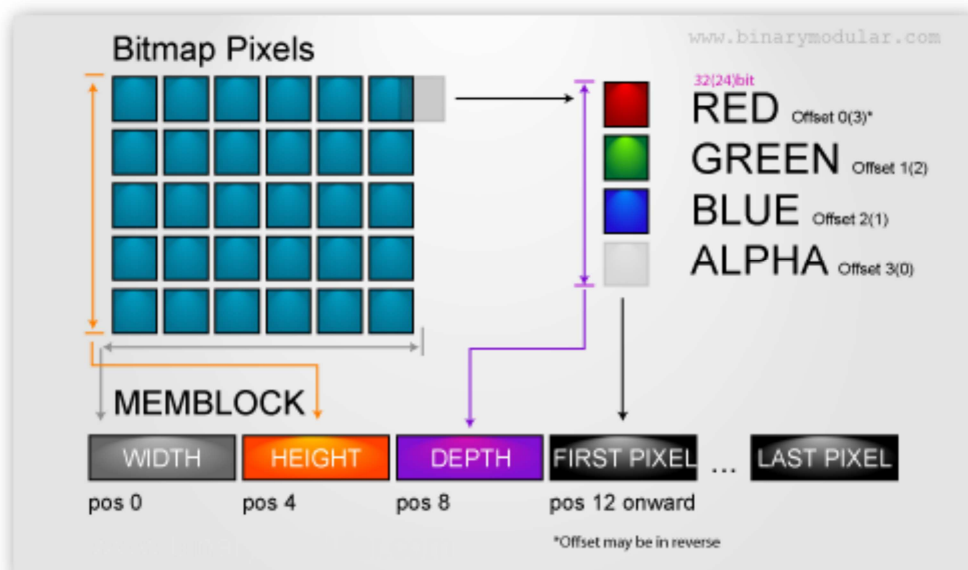 Bitmap Pixels
www.binarymodular.com
32(24)bit
RED Offset 0(3)*
GREEN Offset 1(2)
BLUE Offset 2(1)
ALPHA Offset 3(0)
MEMBLOCK
WIDTH HEIGHT DEPTH FIRST PIXEL ... LAST PIXEL
pos 0 pos 4 pos 8 pos 12 onward
*Offset may be in reverse